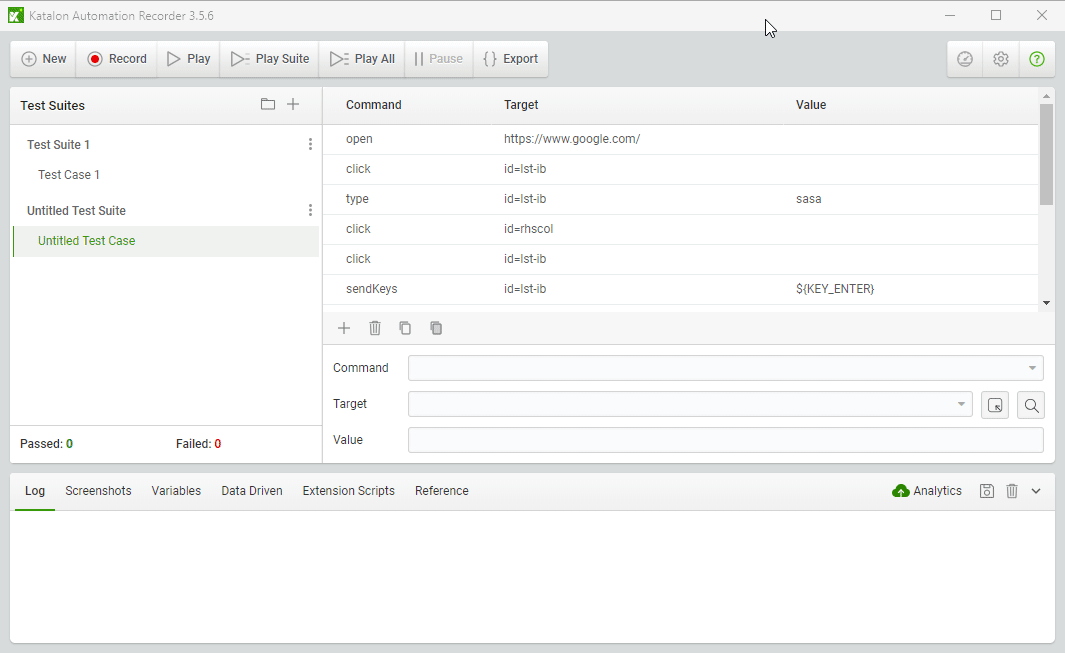 Katalon Automation Recorder 3.5.6
New Record Play Play Suite Play All Pause Export
Test Suites
Test Suite 1
Test Case 1
Untitled Test Suite
Untitled Test Case
Passed: 0 Failed: 0
Command Target Value
open https://www.google.com/
click id=lst-ib
type id=lst-ib sasa
click id=rhscol
click id=lst-ib
sendKeys id=lst-ib ${KEY_ENTER}
Command
Target
Value
Log Screenshots Variables Data Driven Extension Scripts Reference Analytics